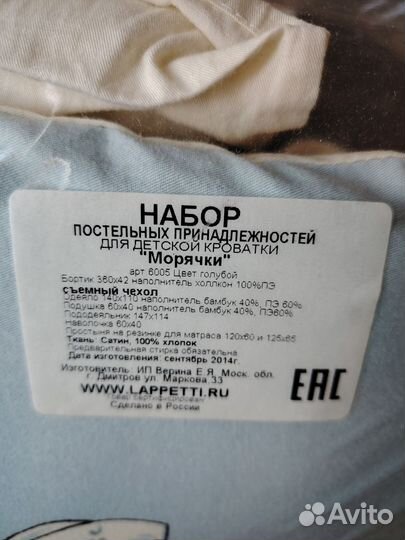 НАБОР
ПОСТЕЛЬНЫХ ПРИНАДЛЕЖНОСТЕЙ
ДЛЯ ДЕТСКОЙ КРОВАТКИ
"Морячки"
арт 6005 Цвет голубой
Бортик 360х42 наполнитель холлкон 100%ПЭ
съемный чехол
Одеяло 140х110 наполнитель бамбук 40%, ПЭ 60%
Подушка 60х40 наполнитель бамбук 40%, ПЭ60%
Пододеяльник 147х114
Наволочка 60х40
Простыня на резинке для матраса 120х60 и 125х65
Ткань: Сатин, 100% хлопок
Предварительная стирка обязательна
Дата изготовления: сентябрь 2014г.
Изготовитель: ИП Верина Е.Я, Моск. обл.
г. Дмитров ул. Маркова 33
WWW.LAPPETTI.RU
товар сертифицирован
Сделано в России
EAC
Avito